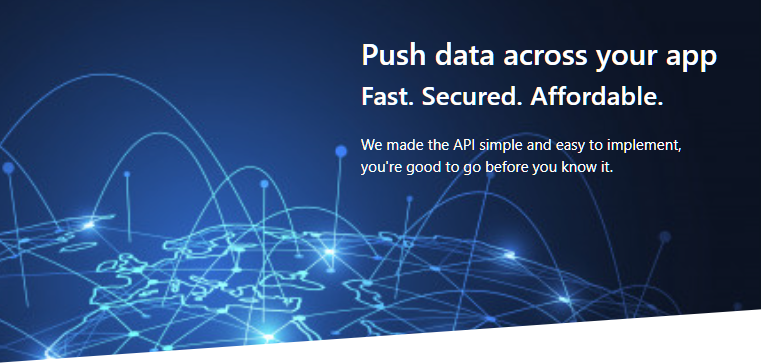 Push data across your app
Fast. Secured. Affordable.
We made the API simple and easy to implement,
you're good to go before you know it.